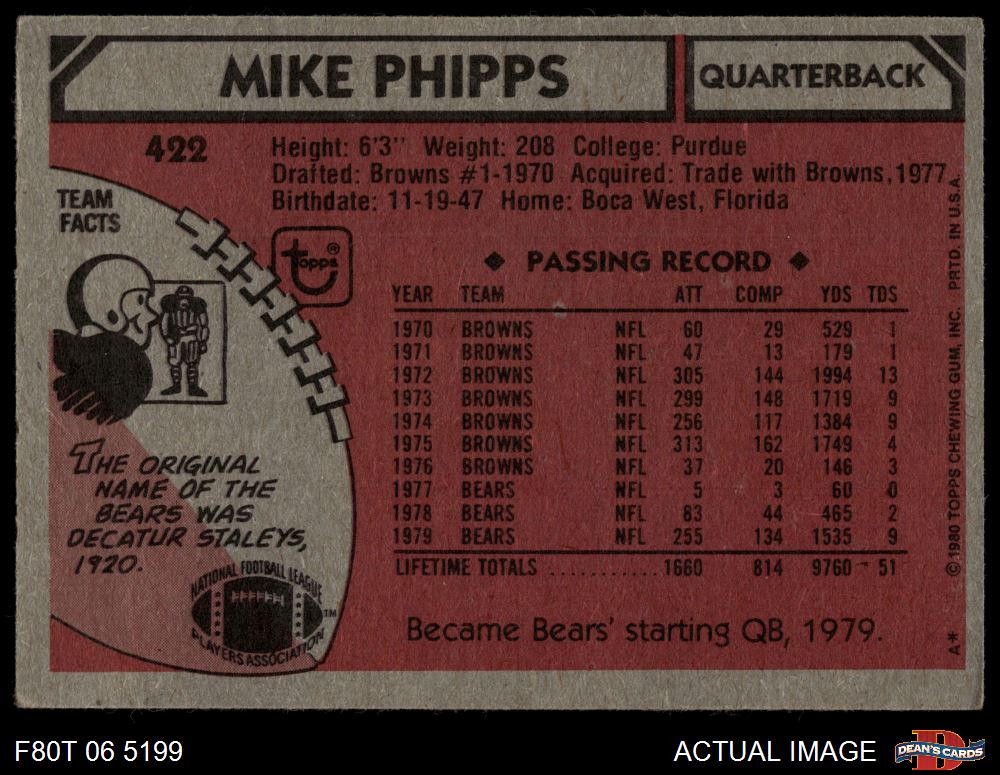 MIKE PHIPPS
QUARTERBACK
422
Height: 6'3" Weight: 208 College: Purdue
Drafted: Browns #1-1970 Acquired: Trade with Browns, 1977
Birthdate: 11-19-47 Home: Boca West, Florida
TEAM
FACTS
topps®
◆ PASSING RECORD ◆
YEAR TEAM ATT COMP YDS TDS
1970 BROWNS NFL 60 29 529 1
1971 BROWNS NFL 47 13 179 1
1972 BROWNS NFL 305 144 1994 13
1973 BROWNS NFL 299 148 1719 9
1974 BROWNS NFL 256 117 1384 9
1975 BROWNS NFL 313 162 1749 4
1976 BROWNS NFL 37 20 146 3
1977 BEARS NFL 5 3 60 0
1978 BEARS NFL 83 44 465 2
1979 BEARS NFL 255 134 1535 9
LIFETIME TOTALS ........... 1660 814 9760 51
Became Bears' starting QB, 1979.
THE ORIGINAL
NAME OF THE
BEARS WAS
DECATUR STALEYS,
1920.
NATIONAL FOOTBALL LEAGUE
PLAYERS ASSOCIATION
TM
A* © 1980 TOPPS CHEWING GUM, INC. PRTD. IN U.S.A.
F80T 06 5199
ACTUAL IMAGE
DEAN'S CARDS